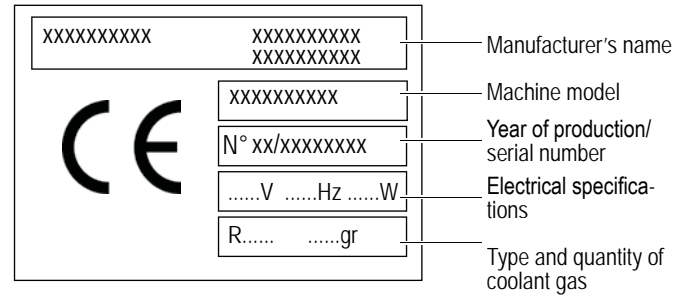 xxxxxxxxxx xxxxxxxxxx
xxxxxxxxxx
Manufacturer's name
xxxxxxxxxx
Machine model
CE
N° xx/xxxxxxxx
Year of production/
serial number
......V ......Hz ......W
Electrical specifica-
tions
R...... ......gr
Type and quantity of
coolant gas